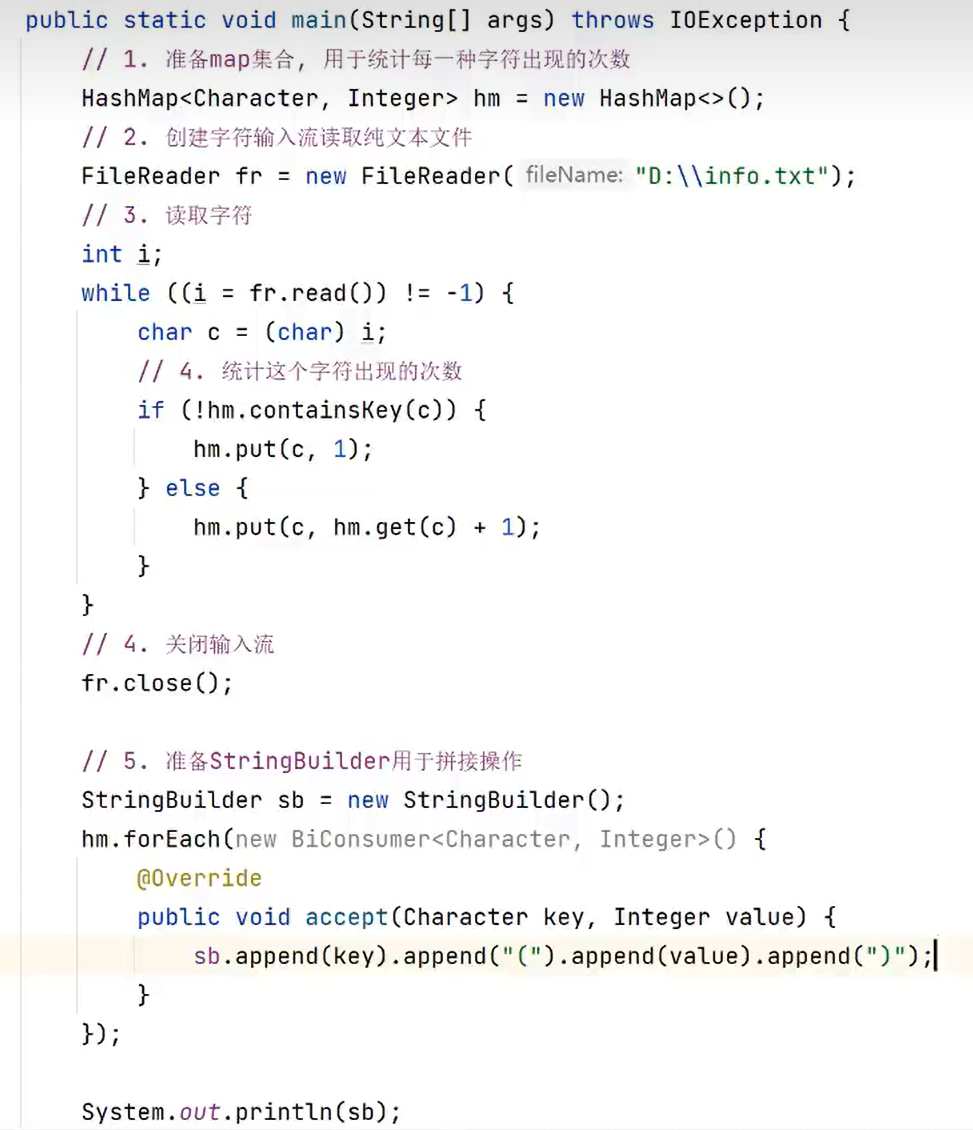 public static void main(String[] args) throws IOException {
// 1. 准备map集合, 用于统计每一种字符出现的次数
HashMap<Character, Integer> hm = new HashMap<>();
// 2. 创建字符输入流读取纯文本文件
FileReader fr = new FileReader( fileName: "D:\\info.txt");
// 3. 读取字符
int i;
while ((i = fr.read()) != -1) {
char c = (char) i;
// 4. 统计这个字符出现的次数
if (!hm.containsKey(c)) {
hm.put(c, 1);
} else {
hm.put(c, hm.get(c) + 1);
}
}
// 4. 关闭输入流
fr.close();
// 5. 准备StringBuilder用于拼接操作
StringBuilder sb = new StringBuilder();
hm.forEach(new BiConsumer<Character, Integer>() {
@Override
public void accept(Character key, Integer value) {
sb.append(key).append("(").append(value).append(")");
}
});
System.out.println(sb);